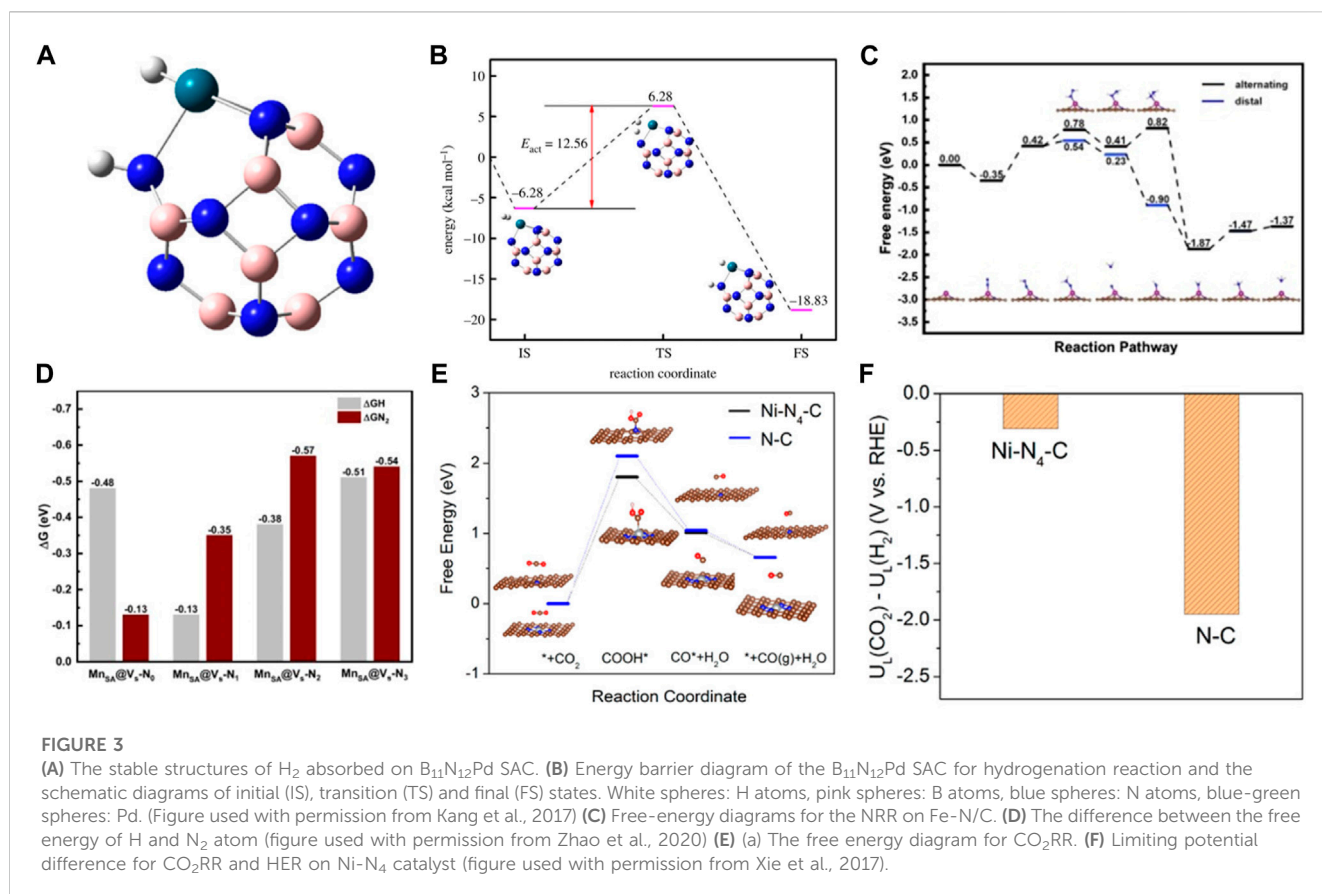 A
B
10
5
0
−5
−10
−15
−20
energy (kcal mol⁻¹)
6.28
E_act = 12.56
−6.28
−18.83
IS
TS
FS
reaction coordinate
C
2.0
1.5
1.0
0.5
0.0
-0.5
-1.0
-1.5
-2.0
-2.5
-3.0
-3.5
Free energy (eV)
alternating
distal
0.00
-0.35
0.42
0.78
0.54
0.41
0.23
0.82
-0.90
-1.87
-1.47
-1.37
Reaction Pathway
D
-0.7
-0.6
-0.5
-0.4
-0.3
-0.2
-0.1
0.0
ΔG (eV)
ΔGH
ΔGN₂
-0.48
-0.13
-0.13
-0.35
-0.38
-0.57
-0.51
-0.54
Mn_SA@V_s-N₀
Mn_SA@V_s-N₁
Mn_SA@V_s-N₂
Mn_SA@V_s-N₃
E
3
2
1
0
-1
Free Energy (eV)
Ni-N₄-C
N-C
*+CO₂
COOH*
CO*+H₂O
*+CO(g)+H₂O
Reaction Coordinate
F
0.0
-0.5
-1.0
-1.5
-2.0
-2.5
U_L(CO₂) - U_L(H₂) (V vs. RHE)
Ni-N₄-C
N-C
FIGURE 3
(A) The stable structures of H₂ absorbed on B₁₁N₁₂Pd SAC. (B) Energy barrier diagram of the B₁₁N₁₂Pd SAC for hydrogenation reaction and the
schematic diagrams of initial (IS), transition (TS) and final (FS) states. White spheres: H atoms, pink spheres: B atoms, blue spheres: N atoms, blue-green
spheres: Pd. (Figure used with permission from Kang et al., 2017) (C) Free-energy diagrams for the NRR on Fe-N/C. (D) The difference between the free
energy of H and N₂ atom (figure used with permission from Zhao et al., 2020) (E) (a) The free energy diagram for CO₂RR. (F) Limiting potential
difference for CO₂RR and HER on Ni-N₄ catalyst (figure used with permission from Xie et al., 2017).